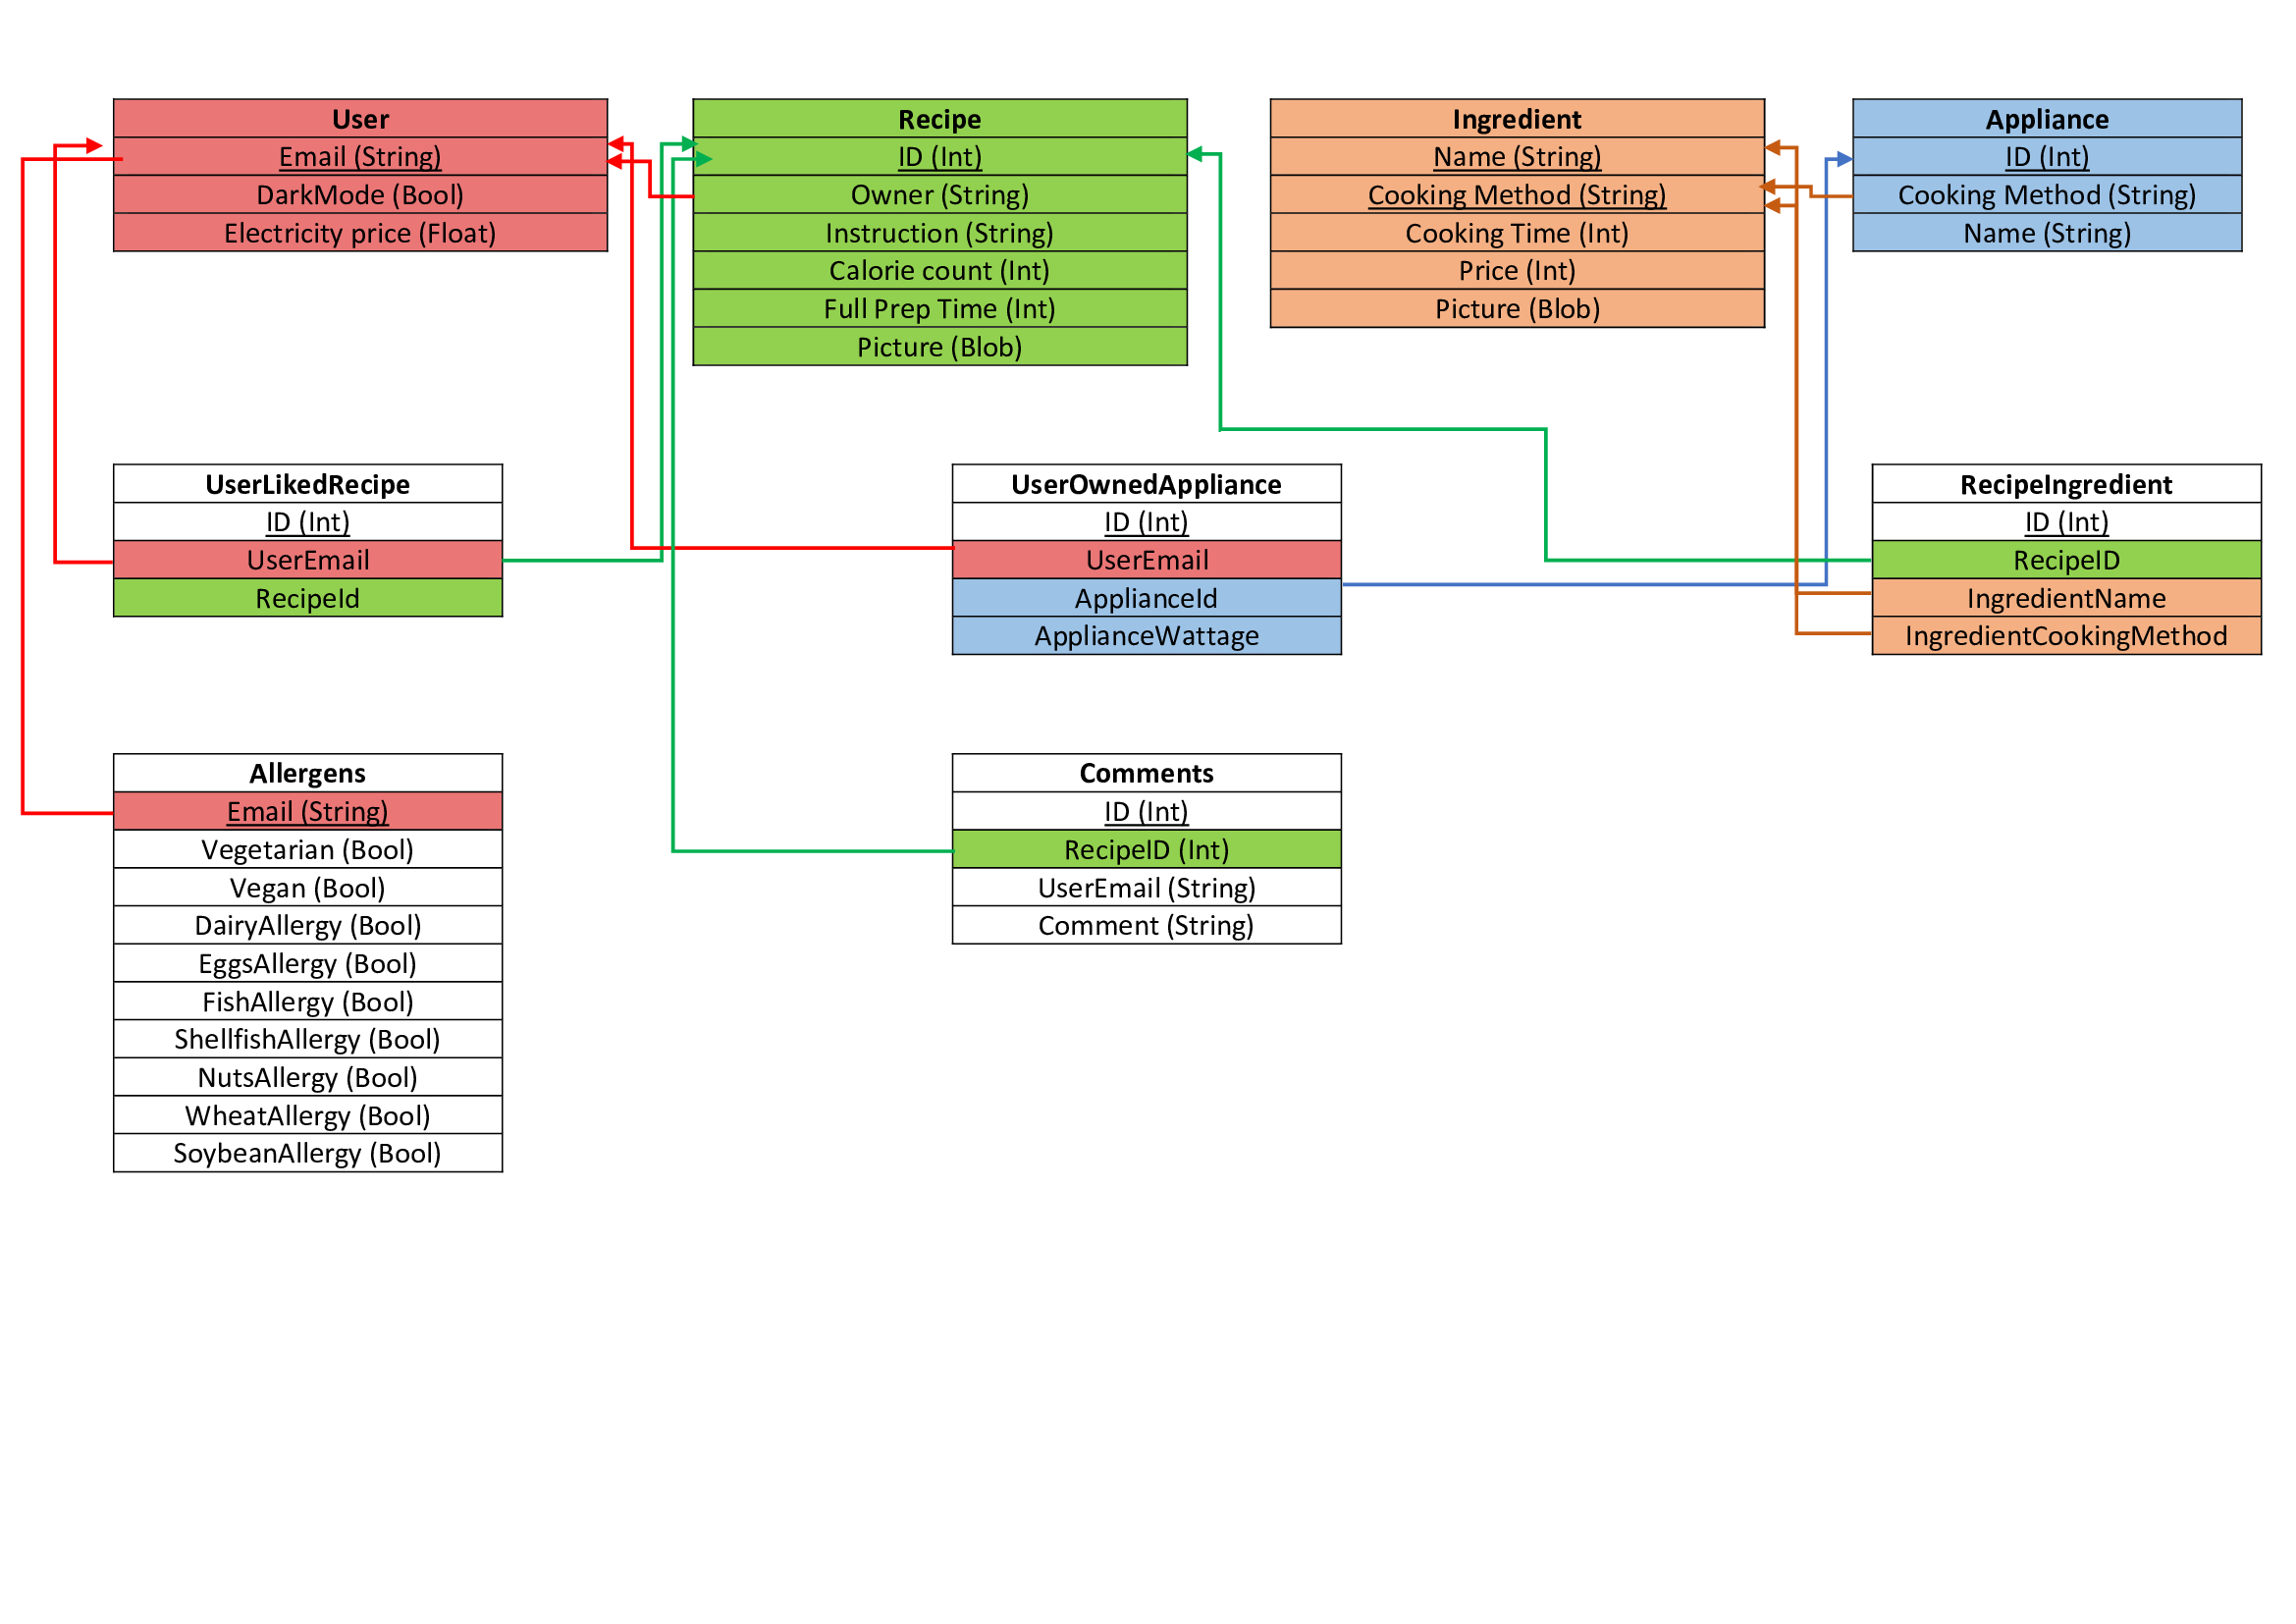 User
Email (String)
DarkMode (Bool)
Electricity price (Float)
Recipe
ID (Int)
Owner (String)
Instruction (String)
Calorie count (Int)
Full Prep Time (Int)
Picture (Blob)
Ingredient
Name (String)
Cooking Method (String)
Cooking Time (Int)
Price (Int)
Picture (Blob)
Appliance
ID (Int)
Cooking Method (String)
Name (String)
UserLikedRecipe
ID (Int)
UserEmail
RecipeId
UserOwnedAppliance
ID (Int)
UserEmail
ApplianceId
ApplianceWattage
RecipeIngredient
ID (Int)
RecipeID
IngredientName
IngredientCookingMethod
Allergens
Email (String)
Vegetarian (Bool)
Vegan (Bool)
DairyAllergy (Bool)
EggsAllergy (Bool)
FishAllergy (Bool)
ShellfishAllergy (Bool)
NutsAllergy (Bool)
WheatAllergy (Bool)
SoybeanAllergy (Bool)
Comments
ID (Int)
RecipeID (Int)
UserEmail (String)
Comment (String)